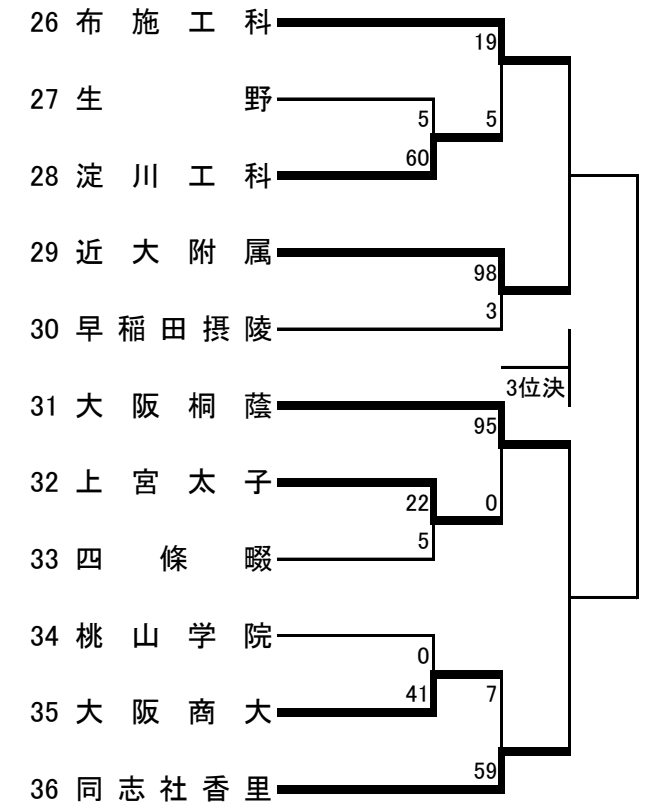 26 布施工科
19
27 生野
5 5
60
28 淀川工科
29 近大附属
98
3
30 早稲田摂陵
3位決
31 大阪桐蔭
95
32 上宮太子
22 0
5
33 四條畷
34 桃山学院
0
41 7
35 大阪商大
59
36 同志社香里